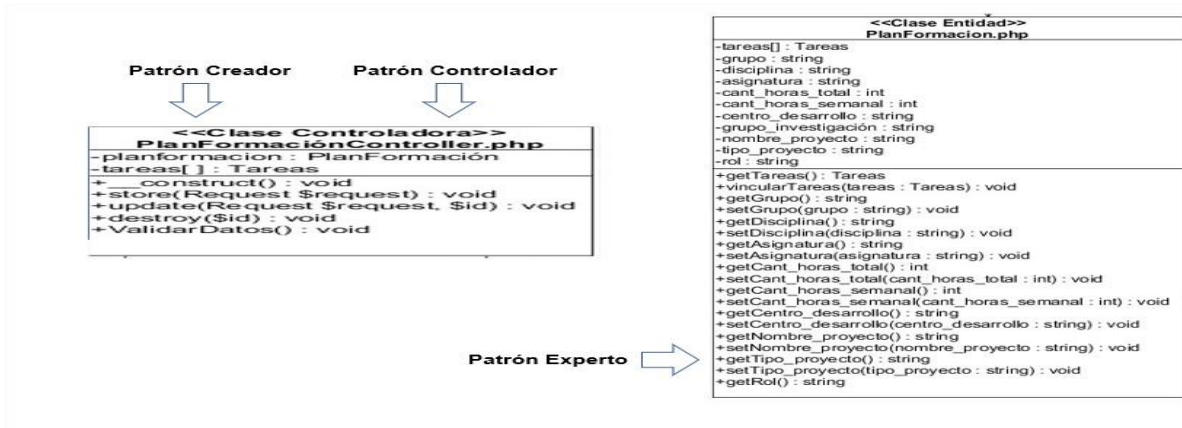 Patrón Creador
Patrón Controlador
<<Clase Controladora>>
PlanFormaciónController.php
-planformacion : PlanFormación
-tareas[ ] : Tareas
+__construct() : void
+store(Request $request) : void
+update(Request $request, $id) : void
+destroy($id) : void
+ValidarDatos() : void
Patrón Experto
<<Clase Entidad>>
PlanFormacion.php
-tareas[] : Tareas
-grupo : string
-disciplina : string
-asignatura : string
-cant_horas_total : int
-cant_horas_semanal : int
-centro_desarrollo : string
-grupo_investigación : string
-nombre_proyecto : string
-tipo_proyecto : string
-rol : string
+getTareas() : Tareas
+vincularTareas(tareas : Tareas) : void
+getGrupo() : string
+setGrupo(grupo : string) : void
+getDisciplina() : string
+setDisciplina(disciplina : string) : void
+getAsignatura() : string
+setAsignatura(asignatura : string) : void
+getCant_horas_total() : int
+setCant_horas_total(cant_horas_total : int) : void
+getCant_horas_semanal() : int
+setCant_horas_semanal(cant_horas_semanal : int) : void
+getCentro_desarrollo() : string
+setCentro_desarrollo(centro_desarrollo : string) : void
+getNombre_proyecto() : string
+setNombre_proyecto(nombre_proyecto : string) : void
+getTipo_proyecto() : string
+setTipo_proyecto(tipo_proyecto : string) : void
+getRol() : string